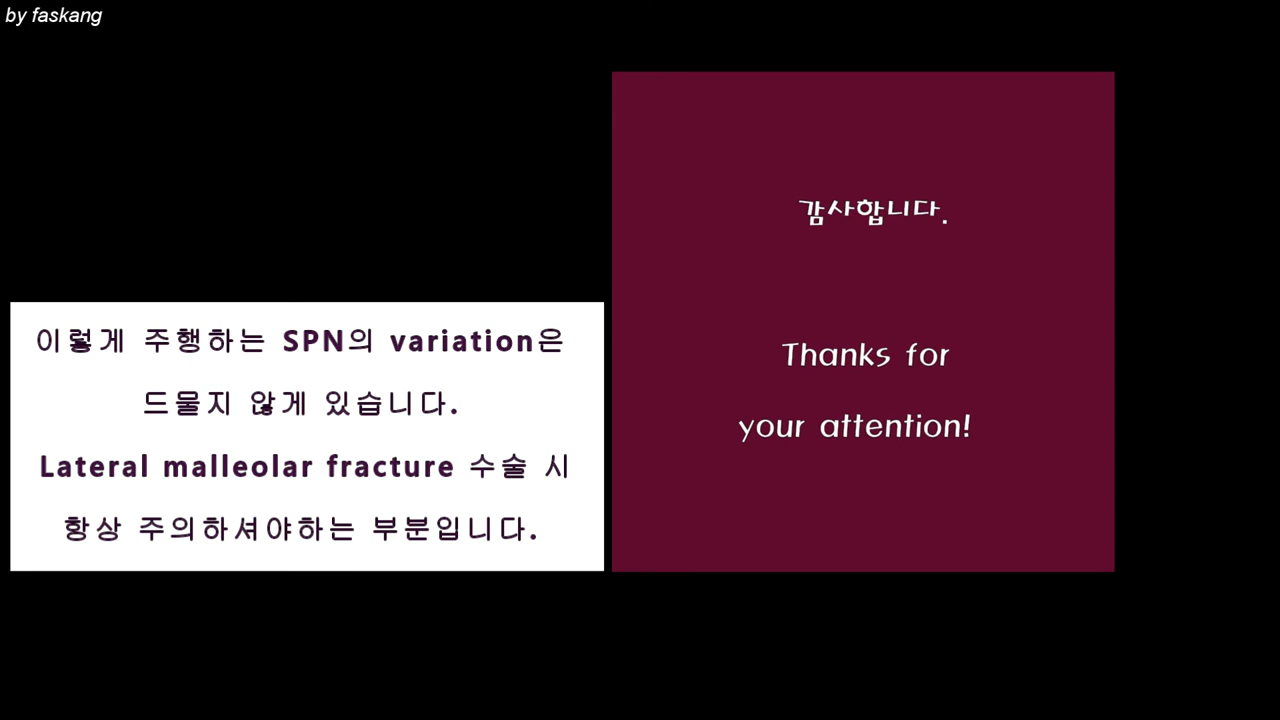 by faskang
이렇게 주행하는 SPN의 variation은
드물지 않게 있습니다.
Lateral malleolar fracture 수술 시
항상 주의하셔야하는 부분입니다.
감사합니다.
Thanks for
your attention!